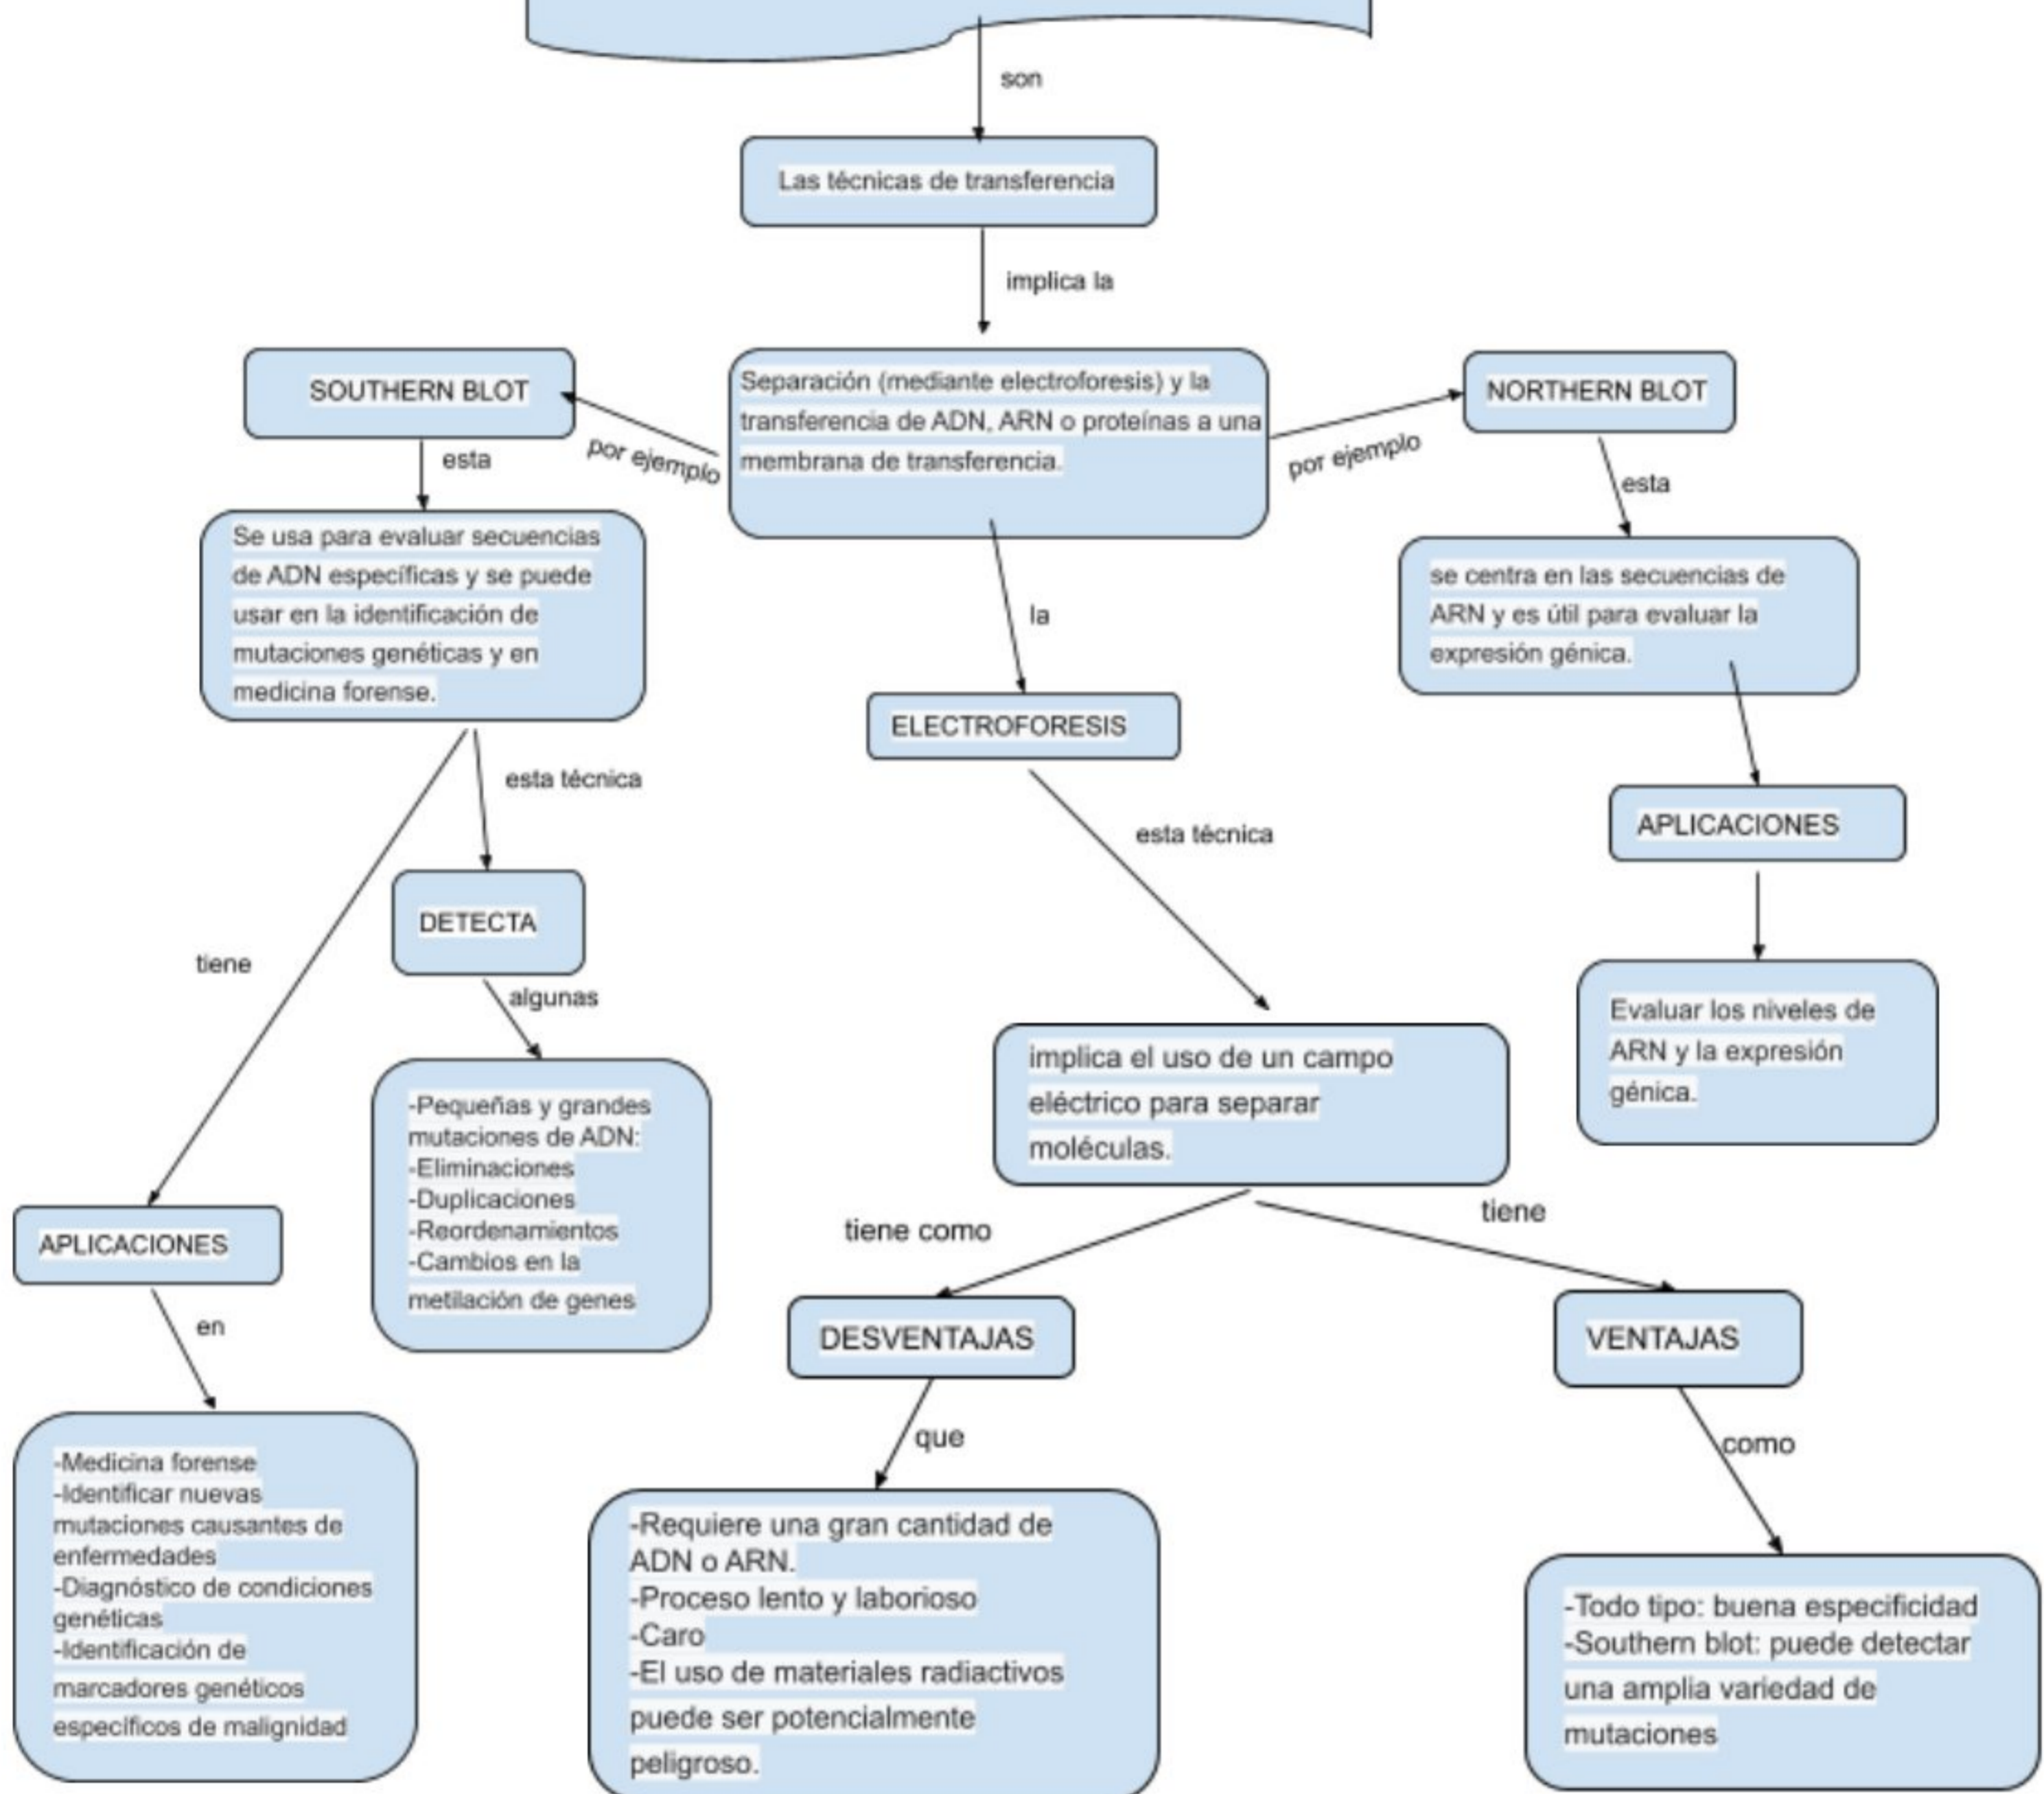 son
Las técnicas de transferencia
implica la
SOUTHERN BLOT
Separación (mediante electroforesis) y la
transferencia de ADN, ARN o proteínas a una
membrana de transferencia.
NORTHERN BLOT
por ejemplo
por ejemplo
esta
esta
Se usa para evaluar secuencias
de ADN específicas y se puede
usar en la identificación de
mutaciones genéticas y en
medicina forense.
la
se centra en las secuencias de
ARN y es útil para evaluar la
expresión génica.
ELECTROFORESIS
esta técnica
esta técnica
APLICACIONES
DETECTA
tiene
algunas
Evaluar los niveles de
ARN y la expresión
génica.
implica el uso de un campo
eléctrico para separar
moléculas.
-Pequeñas y grandes
mutaciones de ADN:
-Eliminaciones
-Duplicaciones
-Reordenamientos
-Cambios en la
metilación de genes
APLICACIONES
en
tiene como
tiene
DESVENTAJAS
VENTAJAS
que
como
-Medicina forense
-Identificar nuevas
mutaciones causantes de
enfermedades
-Diagnóstico de condiciones
genéticas
-Identificación de
marcadores genéticos
específicos de malignidad
-Requiere una gran cantidad de
ADN o ARN.
-Proceso lento y laborioso
-Caro
-El uso de materiales radiactivos
puede ser potencialmente
peligroso.
-Todo tipo: buena especificidad
-Southern blot: puede detectar
una amplia variedad de
mutaciones